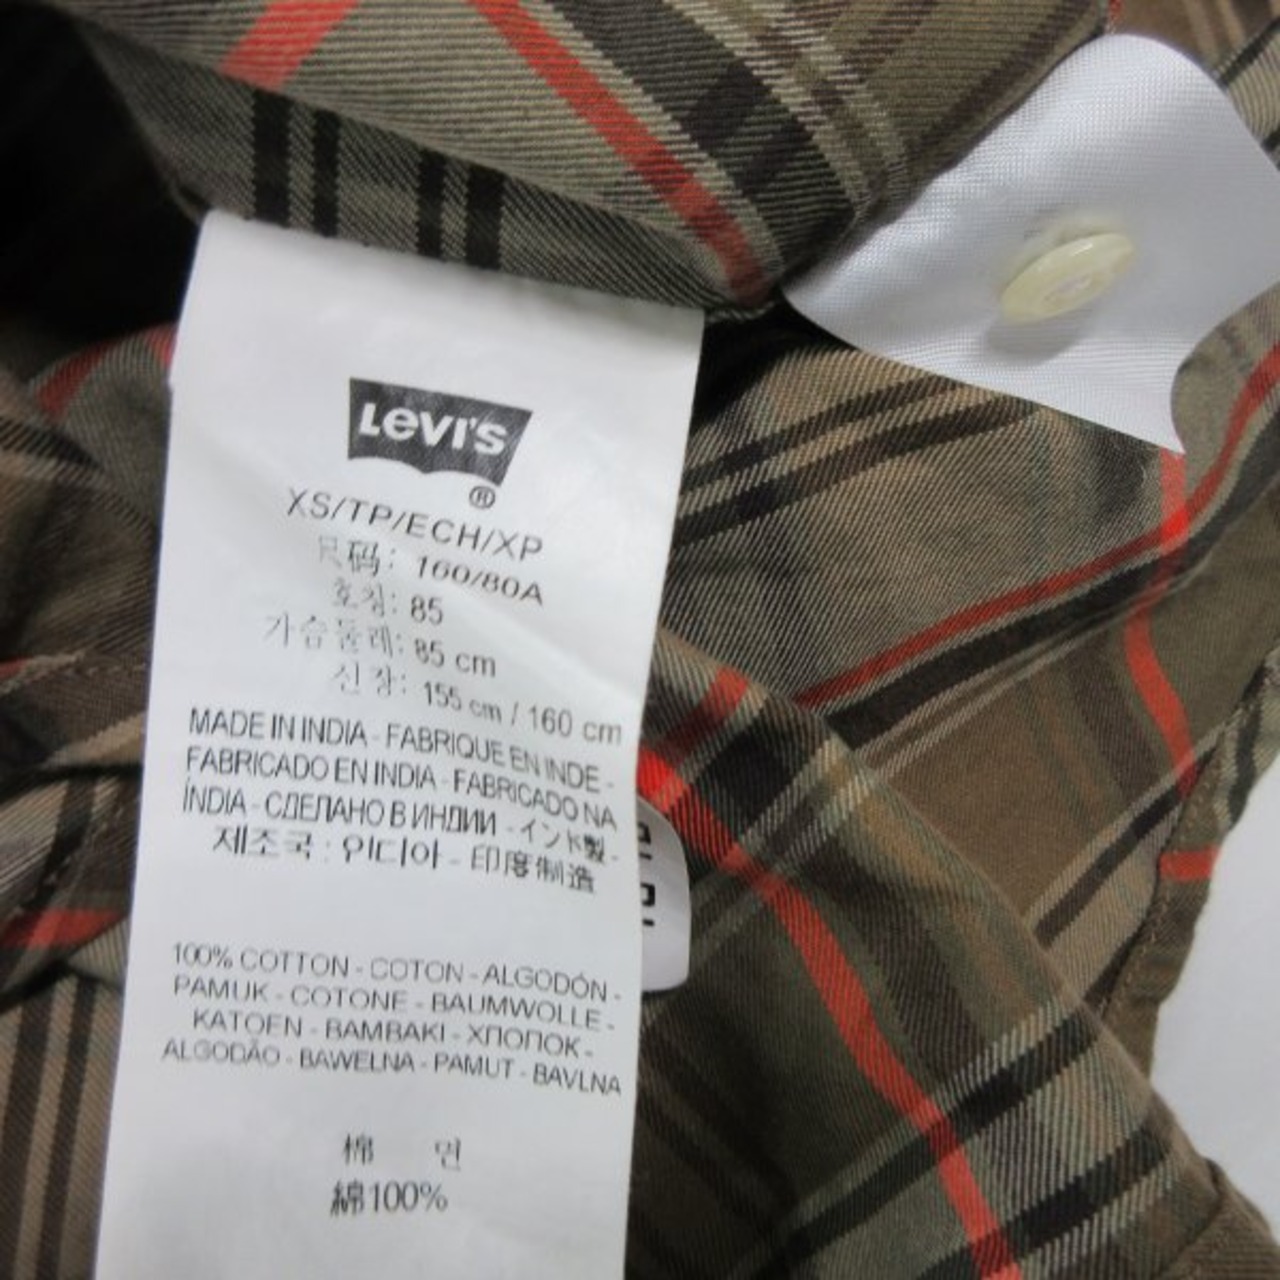 Levi's
®
XS/TP/ECH/XP
尺码: 160/80A
호칭: 85
가슴둘레: 85 cm
신장: 155 cm / 160 cm
MADE IN INDIA - FABRIQUE EN INDE -
FABRICADO EN INDIA - FABRICADO NA
ÍNDIA - СДЕЛАНО В ИНДИИ - インド製 -
제조국 : 인디아 - 印度制造
100% COTTON - COTON - ALGODÓN -
PAMUK - COTONE - BAUMWOLLE -
KATOEN - BAMBAKI - ХЛОПОК -
ALGODÃO - BAWEŁNA - PAMUT - BAVLNA
棉 면
綿100%